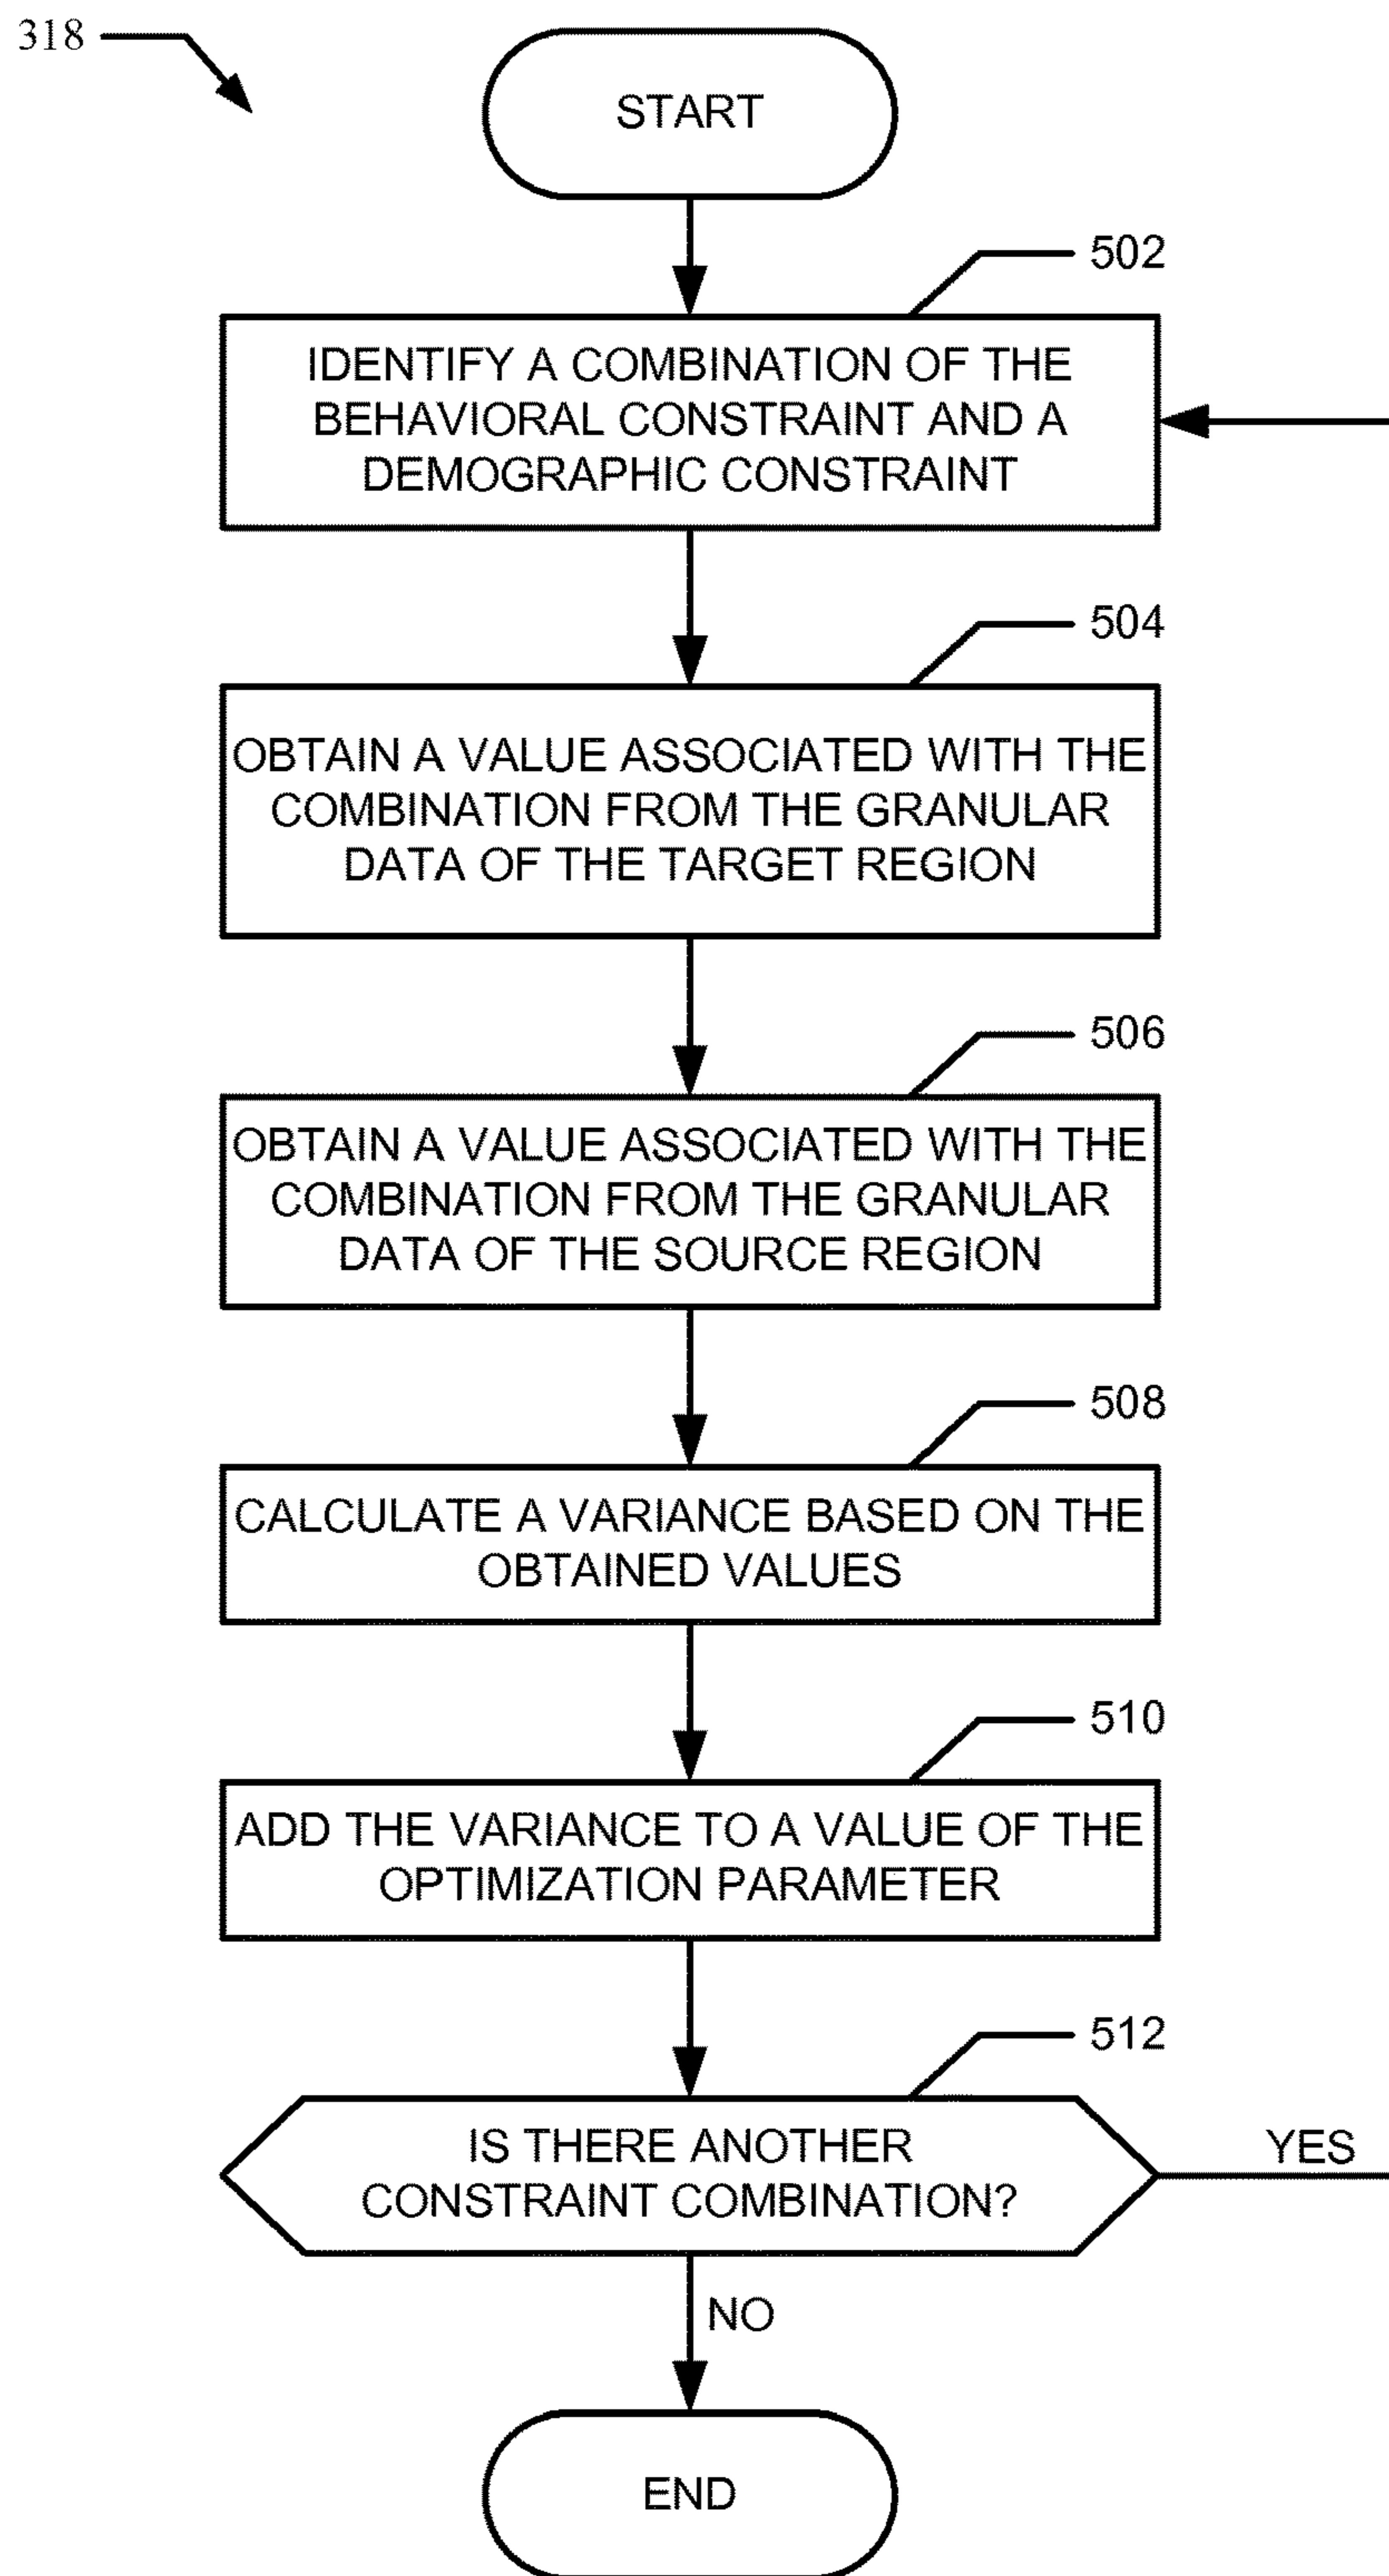 318
START
502
IDENTIFY A COMBINATION OF THE
BEHAVIORAL CONSTRAINT AND A
DEMOGRAPHIC CONSTRAINT
504
OBTAIN A VALUE ASSOCIATED WITH THE
COMBINATION FROM THE GRANULAR
DATA OF THE TARGET REGION
506
OBTAIN A VALUE ASSOCIATED WITH THE
COMBINATION FROM THE GRANULAR
DATA OF THE SOURCE REGION
508
CALCULATE A VARIANCE BASED ON THE
OBTAINED VALUES
510
ADD THE VARIANCE TO A VALUE OF THE
OPTIMIZATION PARAMETER
512
IS THERE ANOTHER
CONSTRAINT COMBINATION?
YES
NO
END